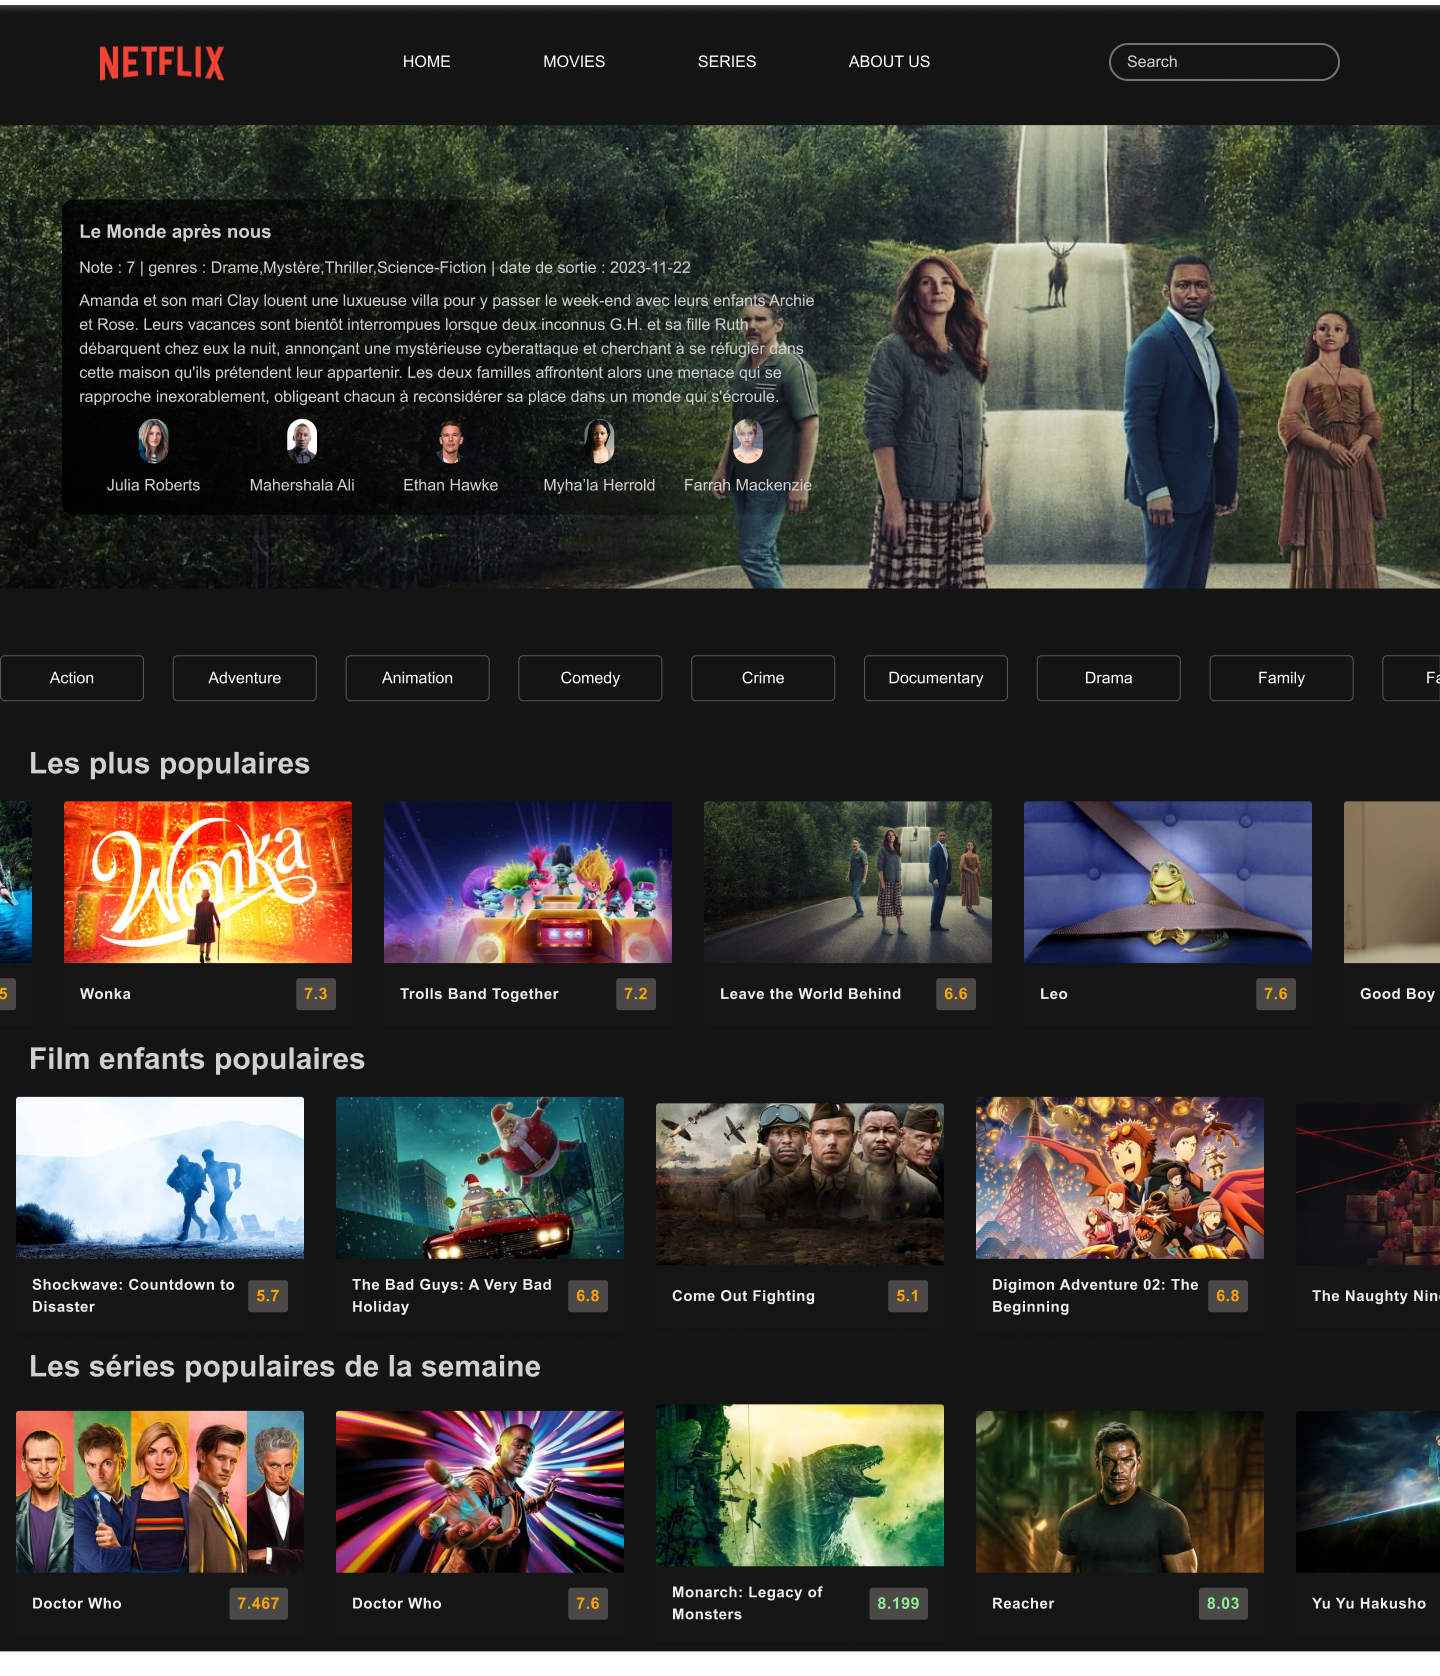 NETFLIX
HOME
MOVIES
SERIES
ABOUT US
Search
Le Monde après nous
Note : 7 | genres : Drame,Mystère,Thriller,Science-Fiction | date de sortie : 2023-11-22
Amanda et son mari Clay louent une luxueuse villa pour y passer le week-end avec leurs enfants Archie
et Rose. Leurs vacances sont bientôt interrompues lorsque deux inconnus G.H. et sa fille Ruth
débarquent chez eux la nuit, annonçant une mystérieuse cyberattaque et cherchant à se réfugier dans
cette maison qu'ils prétendent leur appartenir. Les deux familles affrontent alors une menace qui se
rapproche inexorablement, obligeant chacun à reconsidérer sa place dans un monde qui s'écroule.
Julia Roberts
Mahershala Ali
Ethan Hawke
Myha'la Herrold
Farrah Mackenzie
Action
Adventure
Animation
Comedy
Crime
Documentary
Drama
Family
Fa
Les plus populaires
Wonka
5
Wonka
7.3
Trolls Band Together
7.2
Leave the World Behind
6.6
Leo
7.6
Good Boy
Film enfants populaires
Shockwave: Countdown to
Disaster
5.7
The Bad Guys: A Very Bad
Holiday
6.8
Come Out Fighting
5.1
Digimon Adventure 02: The
Beginning
6.8
The Naughty Nin
Les séries populaires de la semaine
Doctor Who
7.467
Doctor Who
7.6
Monarch: Legacy of
Monsters
8.199
Reacher
8.03
Yu Yu Hakusho